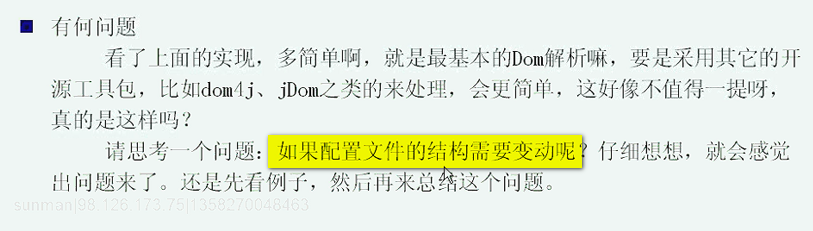 有何问题
看了上面的实现，多简单啊，就是最基本的Dom解析嘛，要是采用其它的开
源工具包，比如dom4j、jDom之类的来处理，会更简单，这好像不值得一提呀，
真的是这样吗？
请思考一个问题：如果配置文件的结构需要变动呢？仔细想想，就会感觉
出问题来了。还是先看例子，然后再来总结这个问题。
sunman|98.126.173.75|1358270048463